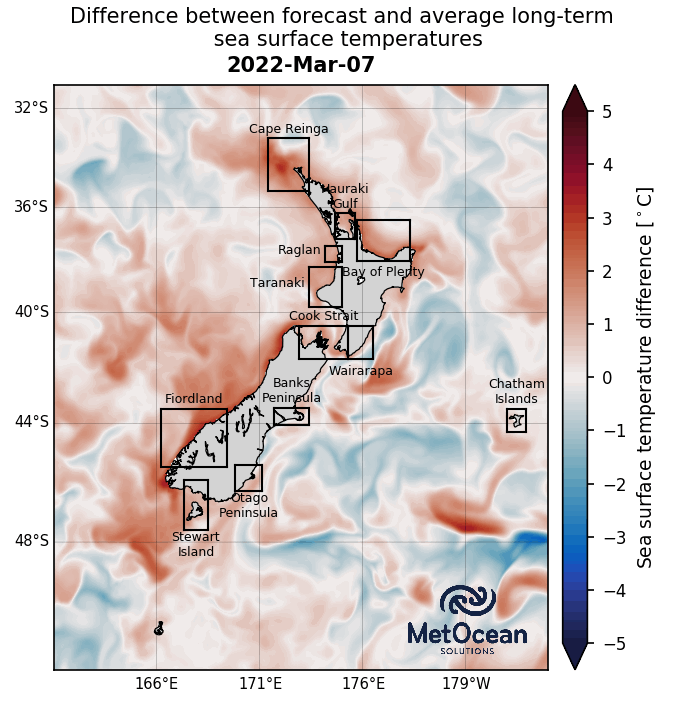 Difference between forecast and average long-term
sea surface temperatures
2022-Mar-07
32°S
36°S
40°S
44°S
48°S
Cape Reinga
Hauraki
Gulf
Raglan
Bay of Plenty
Taranaki
Cook Strait
Wairarapa
Banks
Peninsula
Fiordland
Chatham
Islands
Otago
Peninsula
Stewart
Island
MetOcean
SOLUTIONS
166°E
171°E
176°E
179°W
5
4
3
2
1
0
−1
−2
−3
−4
−5
Sea surface temperature difference [°C]